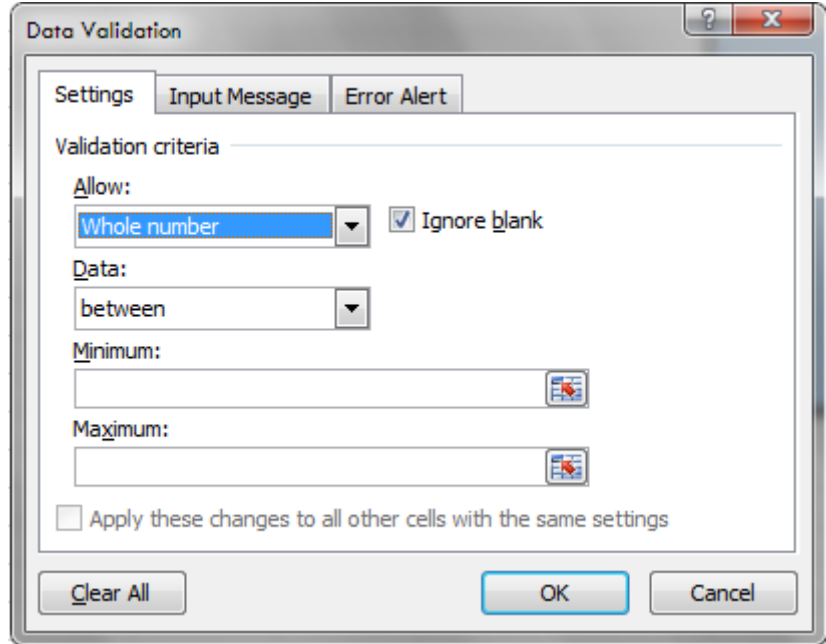 Data Validation
Settings Input Message Error Alert
Validation criteria
Allow:
Whole number Ignore blank
Data:
between
Minimum:
Maximum:
Apply these changes to all other cells with the same settings
Clear All OK Cancel